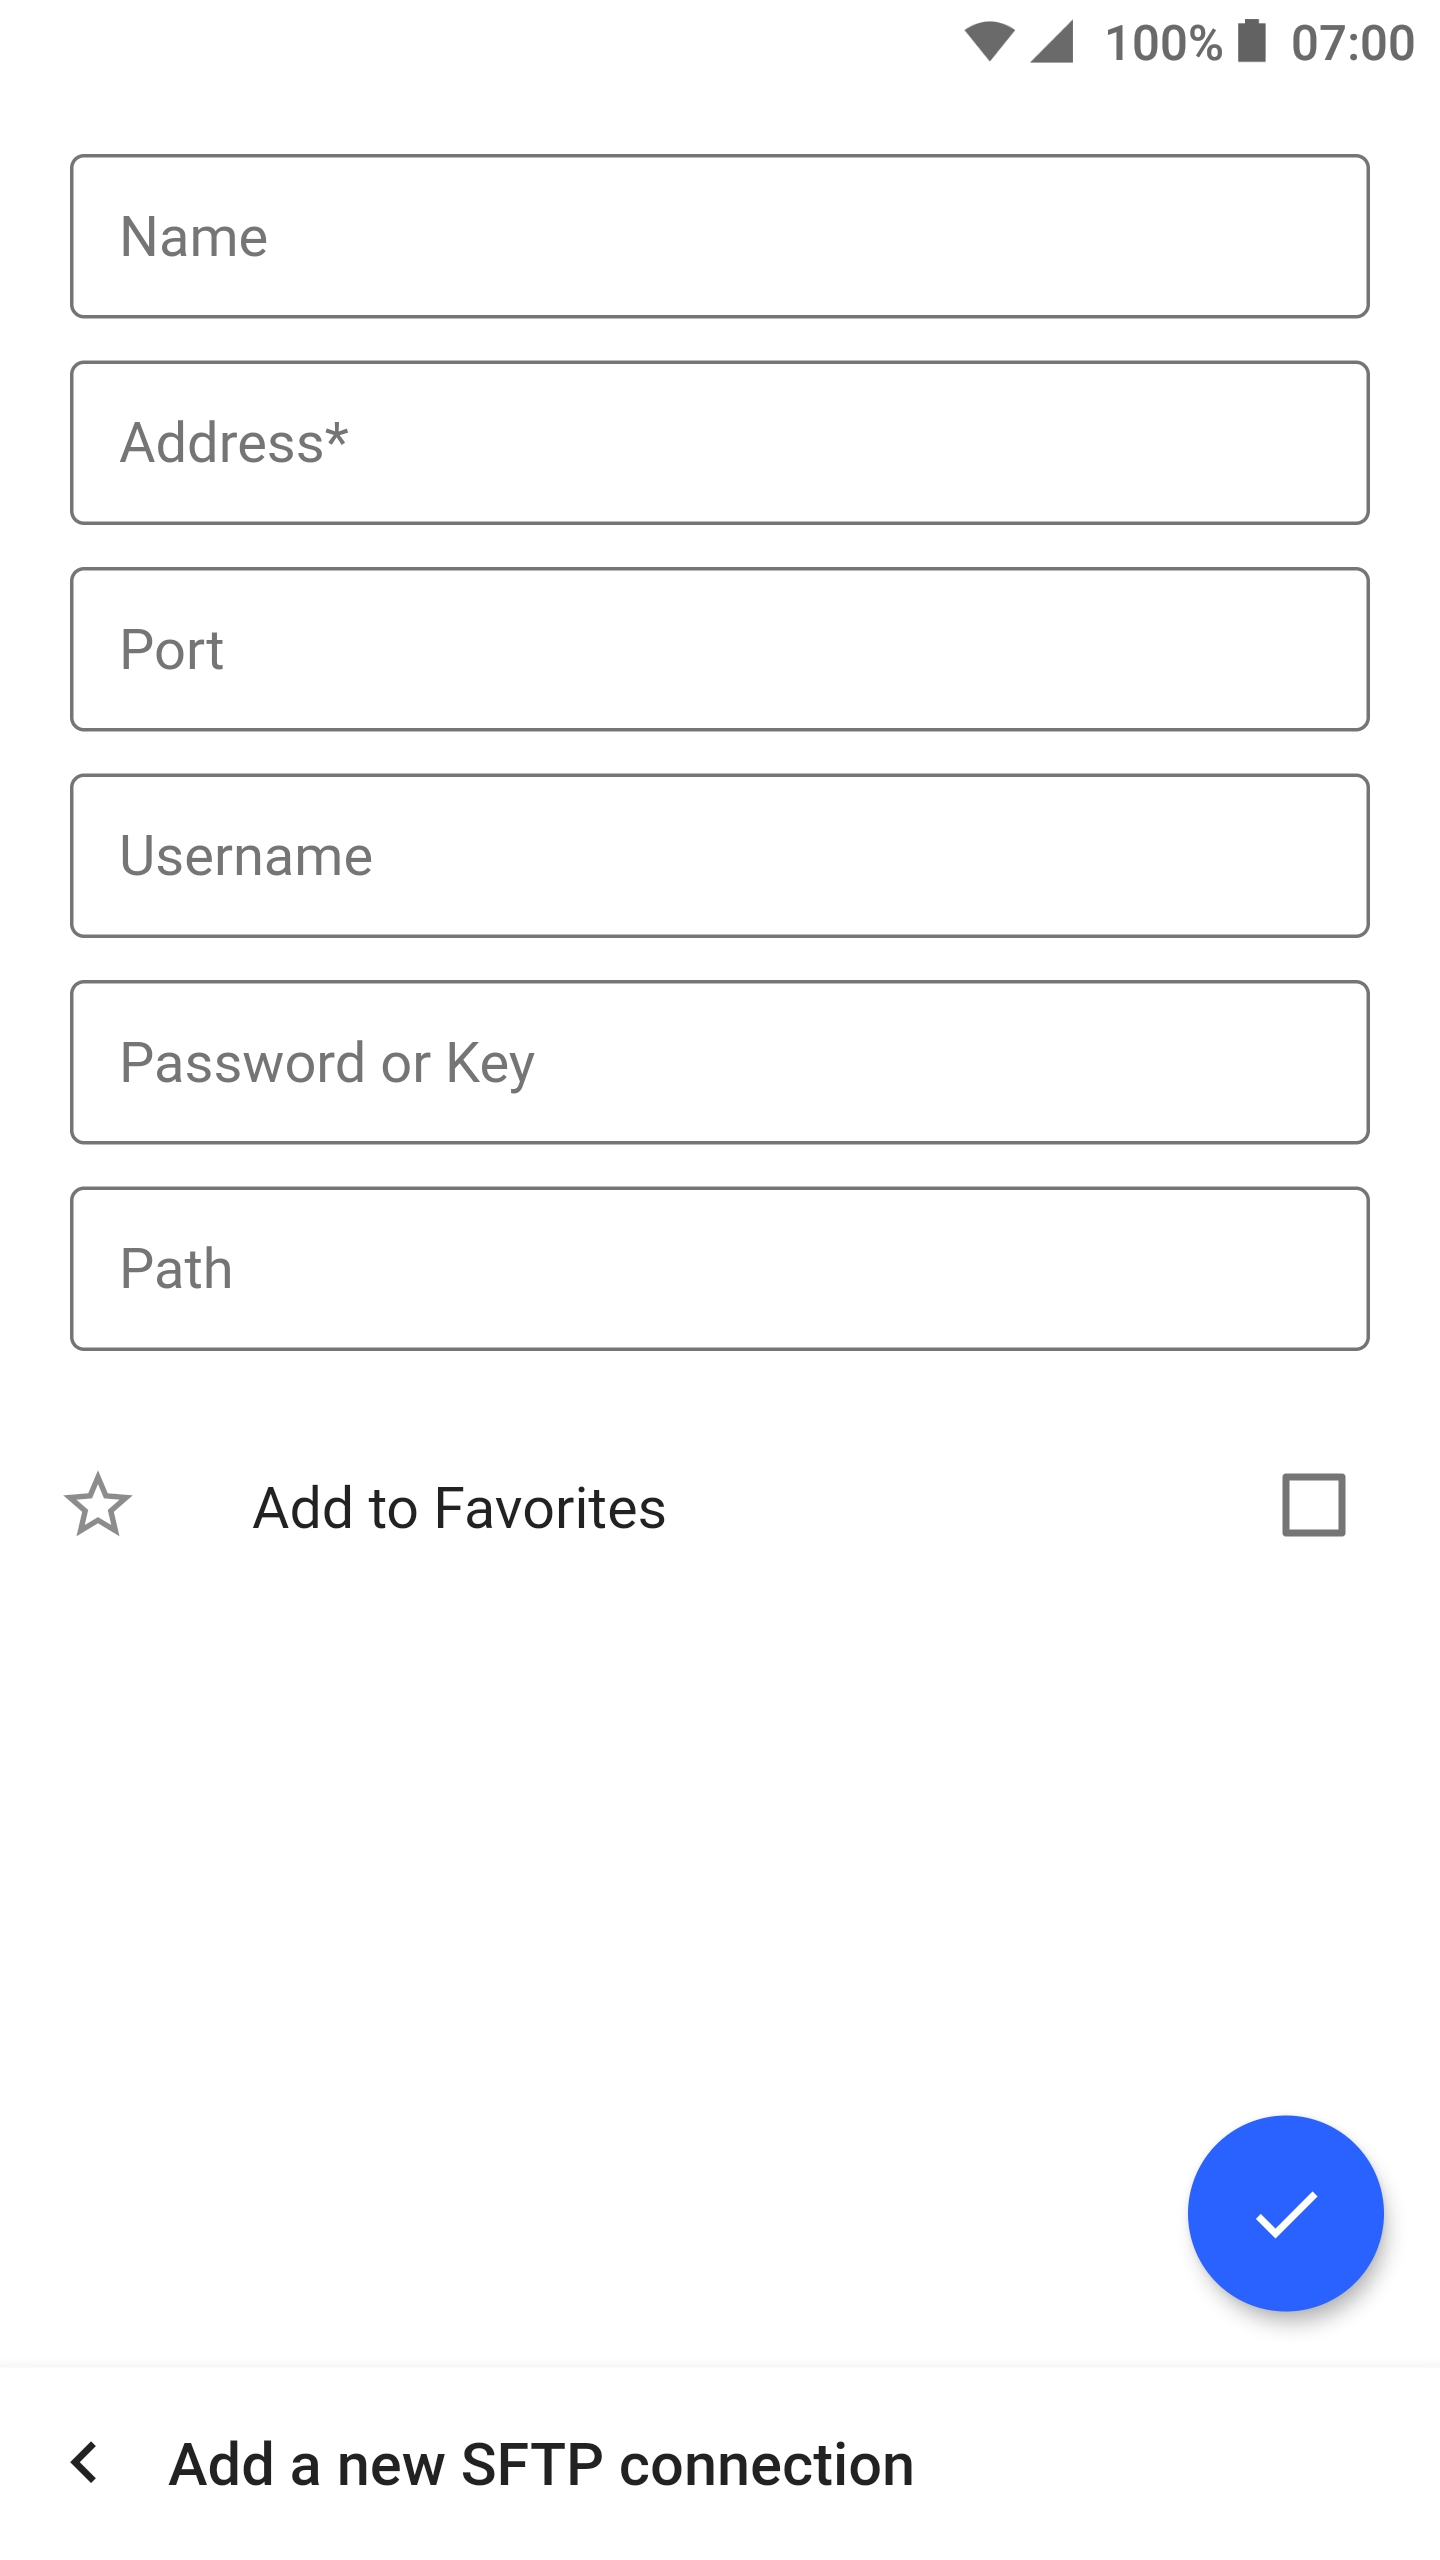 100% 07:00
Name
Address*
Port
Username
Password or Key
Path
Add to Favorites
Add a new SFTP connection